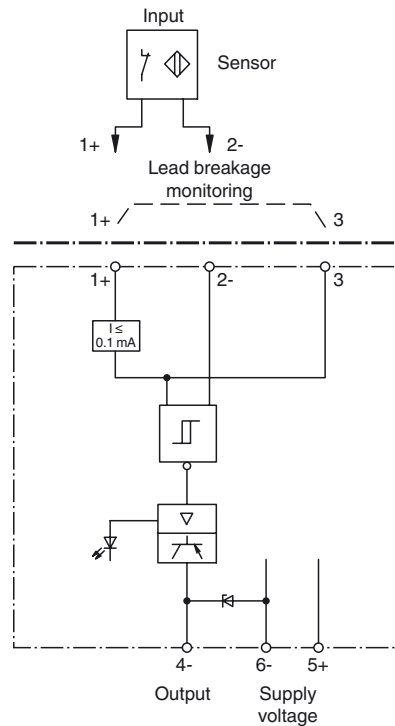 Input
Sensor
1+ 2-
Lead breakage
monitoring
1+ 3
1+ 2- 3
I ≤
0.1 mA
4- 6- 5+
Output Supply
voltage